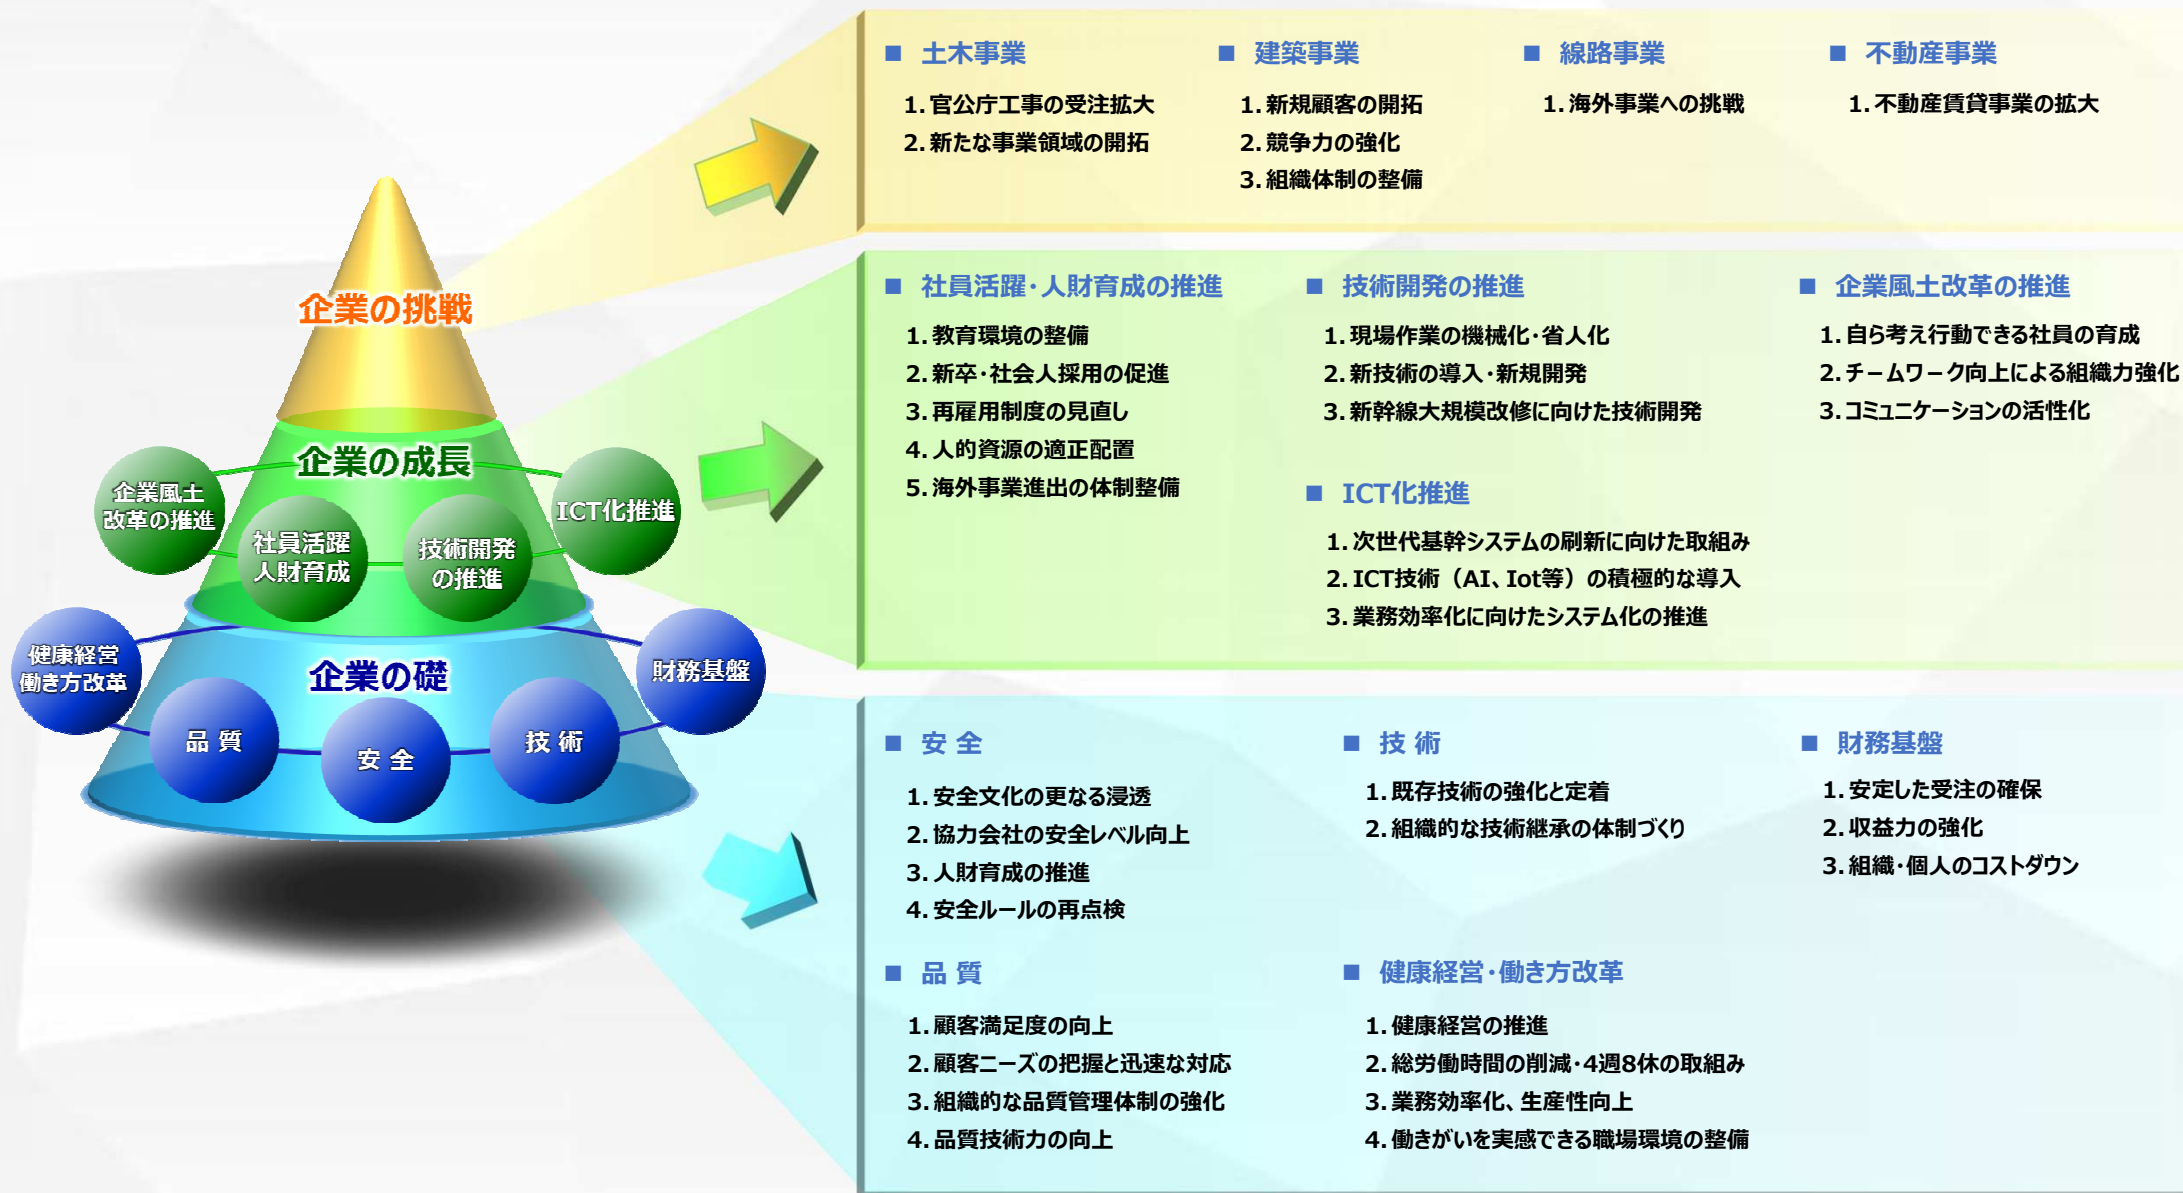 企業の挑戦
企業の成長
企業風土
改革の推進
社員活躍
人財育成
技術開発
の推進
ICT化推進
企業の礎
健康経営
働き方改革
品 質
安 全
技 術
財務基盤
■ 土木事業
1. 官公庁工事の受注拡大
2. 新たな事業領域の開拓
■ 建築事業
1. 新規顧客の開拓
2. 競争力の強化
3. 組織体制の整備
■ 線路事業
1. 海外事業への挑戦
■ 不動産事業
1. 不動産賃貸事業の拡大
■ 社員活躍・人財育成の推進
1. 教育環境の整備
2. 新卒・社会人採用の促進
3. 再雇用制度の見直し
4. 人的資源の適正配置
5. 海外事業進出の体制整備
■ 技術開発の推進
1. 現場作業の機械化・省人化
2. 新技術の導入・新規開発
3. 新幹線大規模改修に向けた技術開発
■ ICT化推進
1. 次世代基幹システムの刷新に向けた取組み
2. ICT技術（AI、Iot等）の積極的な導入
3. 業務効率化に向けたシステム化の推進
■ 企業風土改革の推進
1. 自ら考え行動できる社員の育成
2. チームワーク向上による組織力強化
3. コミュニケーションの活性化
■ 安 全
1. 安全文化の更なる浸透
2. 協力会社の安全レベル向上
3. 人財育成の推進
4. 安全ルールの再点検
■ 技 術
1. 既存技術の強化と定着
2. 組織的な技術継承の体制づくり
■ 財務基盤
1. 安定した受注の確保
2. 収益力の強化
3. 組織・個人のコストダウン
■ 品 質
1. 顧客満足度の向上
2. 顧客ニーズの把握と迅速な対応
3. 組織的な品質管理体制の強化
4. 品質技術力の向上
■ 健康経営・働き方改革
1. 健康経営の推進
2. 総労働時間の削減・4週8休の取組み
3. 業務効率化、生産性向上
4. 働きがいを実感できる職場環境の整備